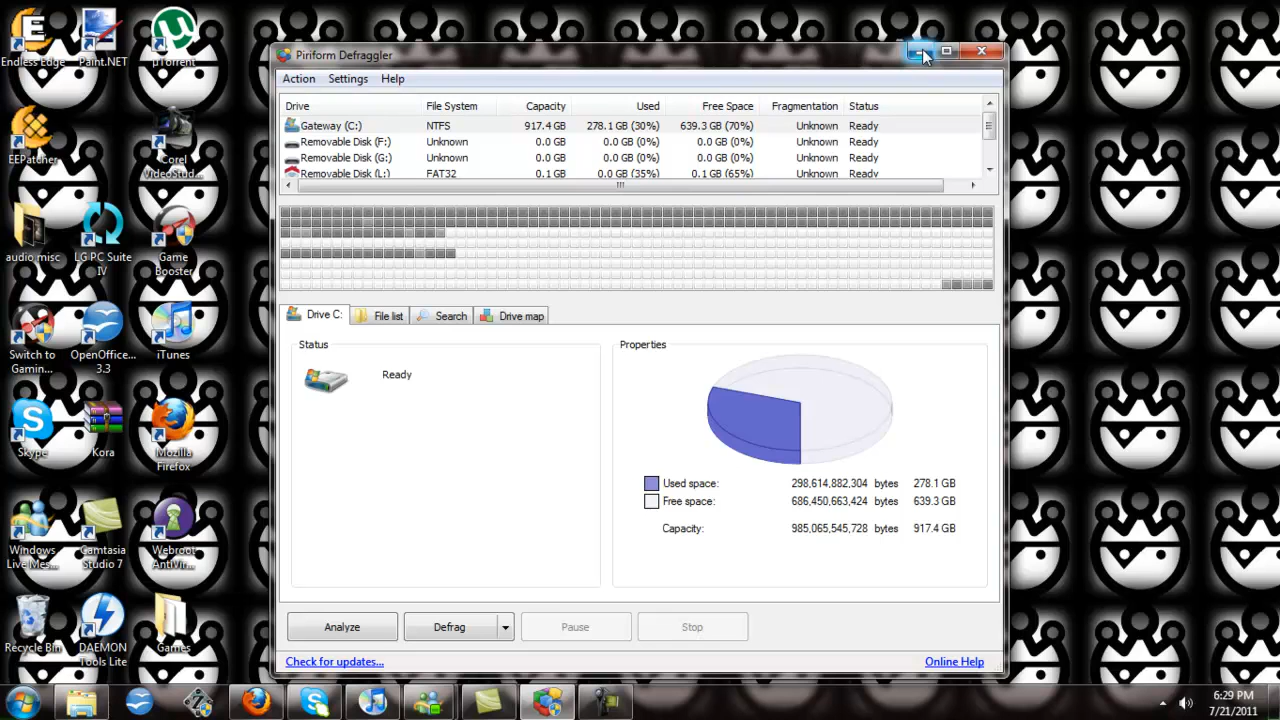 Endless Edge
Paint.NET
µTorrent
EEPatcher
Corel
VideoStud...
audio misc
LG PC Suite
IV
Game
Booster
Switch to
Gamin...
OpenOffice...
3.3
iTunes
Skype
Kora
Mozilla
Firefox
Windows
Live Mes...
Camtasia
Studio 7
Webroot
AntiVir...
Recycle Bin
DAEMON
Tools Lite
Games
Piriform Defraggler
Action Settings Help
Drive File System Capacity Used Free Space Fragmentation Status
Gateway (C:) NTFS 917.4 GB 278.1 GB (30%) 639.3 GB (70%) Unknown Ready
Removable Disk (F:) Unknown 0.0 GB 0.0 GB (0%) 0.0 GB (0%) Unknown Ready
Removable Disk (G:) Unknown 0.0 GB 0.0 GB (0%) 0.0 GB (0%) Unknown Ready
Removable Disk (L:) FAT32 0.1 GB 0.0 GB (35%) 0.1 GB (65%) Unknown Ready
Drive C: File list Search Drive map
Status
Ready
Properties
Used space: 298,614,882,304 bytes 278.1 GB
Free space: 686,450,663,424 bytes 639.3 GB
Capacity: 985,065,545,728 bytes 917.4 GB
Analyze Defrag Pause Stop
Check for updates... Online Help
6:29 PM
7/21/2011